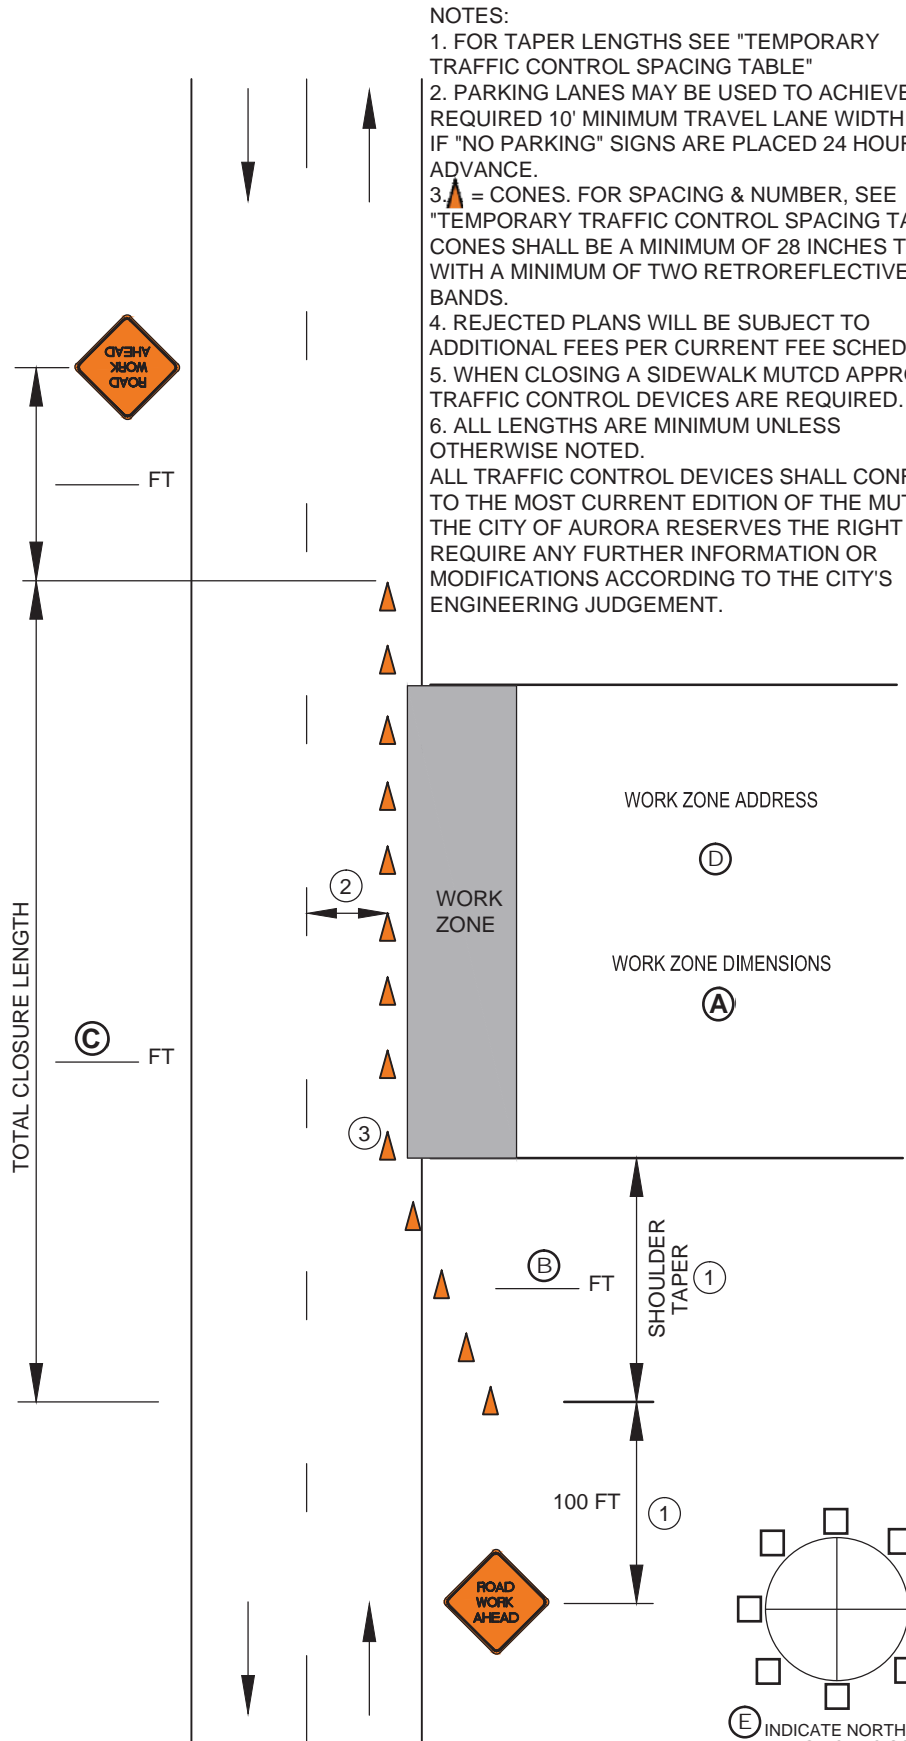 NOTES:
1. FOR TAPER LENGTHS SEE "TEMPORARY
TRAFFIC CONTROL SPACING TABLE"
2. PARKING LANES MAY BE USED TO ACHIEVE
REQUIRED 10' MINIMUM TRAVEL LANE WIDTH
IF "NO PARKING" SIGNS ARE PLACED 24 HOUR
ADVANCE.
3. = CONES. FOR SPACING & NUMBER, SEE
"TEMPORARY TRAFFIC CONTROL SPACING TA
CONES SHALL BE A MINIMUM OF 28 INCHES T
WITH A MINIMUM OF TWO RETROREFLECTIVE
BANDS.
4. REJECTED PLANS WILL BE SUBJECT TO
ADDITIONAL FEES PER CURRENT FEE SCHED
5. WHEN CLOSING A SIDEWALK MUTCD APPRO
TRAFFIC CONTROL DEVICES ARE REQUIRED.
6. ALL LENGTHS ARE MINIMUM UNLESS
OTHERWISE NOTED.
ALL TRAFFIC CONTROL DEVICES SHALL CONF
TO THE MOST CURRENT EDITION OF THE MUT
THE CITY OF AURORA RESERVES THE RIGHT
REQUIRE ANY FURTHER INFORMATION OR
MODIFICATIONS ACCORDING TO THE CITY'S
ENGINEERING JUDGEMENT.
ROAD
WORK
AHEAD
FT
WORK ZONE ADDRESS
D
2
WORK
ZONE
WORK ZONE DIMENSIONS
A
TOTAL CLOSURE LENGTH
C
FT
3
B
FT
SHOULDER
TAPER
1
100 FT
1
ROAD
WORK
AHEAD
E INDICATE NORTH